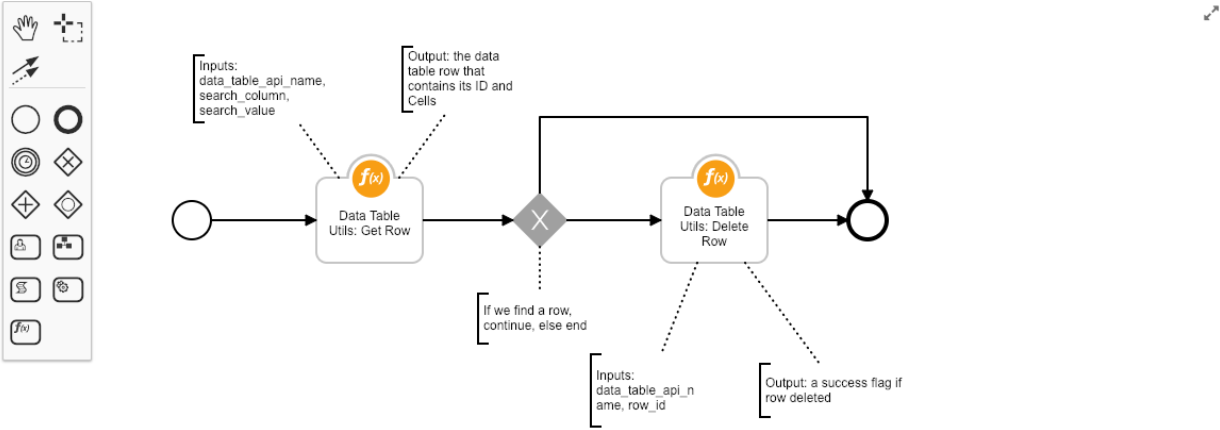 Inputs:
data_table_api_name,
search_column,
search_value
Output: the data
table row that
contains its ID and
Cells
f(x)
Data Table
Utils: Get Row
X
f(x)
Data Table
Utils: Delete
Row
If we find a row,
continue, else end
Inputs:
data_table_api_n
ame, row_id
Output: a success flag if
row deleted
f(x)